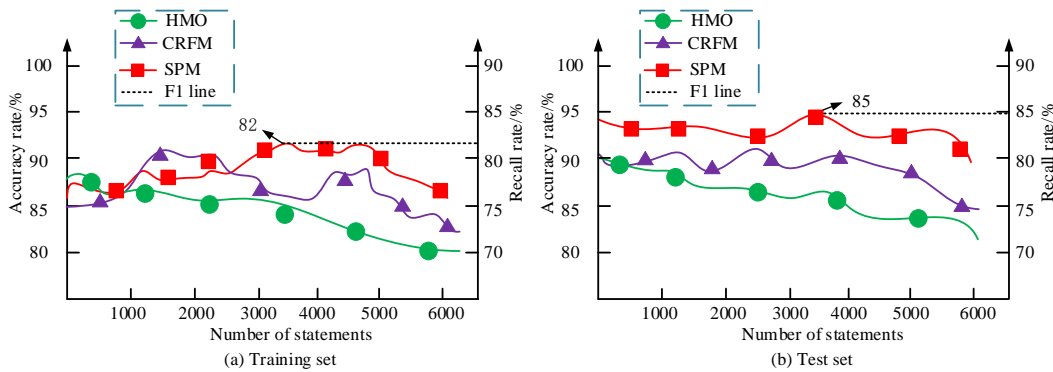 HMO
CRFM
SPM
F1 line
100
95
90
85
80
Accuracy rate/%
82
90
85
80
75
70
Recall rate/%
1000 2000 3000 4000 5000 6000
Number of statements
(a) Training set
HMO
CRFM
SPM
F1 line
100
95
90
85
80
Accuracy rate/%
85
90
85
80
75
70
Recall rate/%
1000 2000 3000 4000 5000 6000
Number of statements
(b) Test set